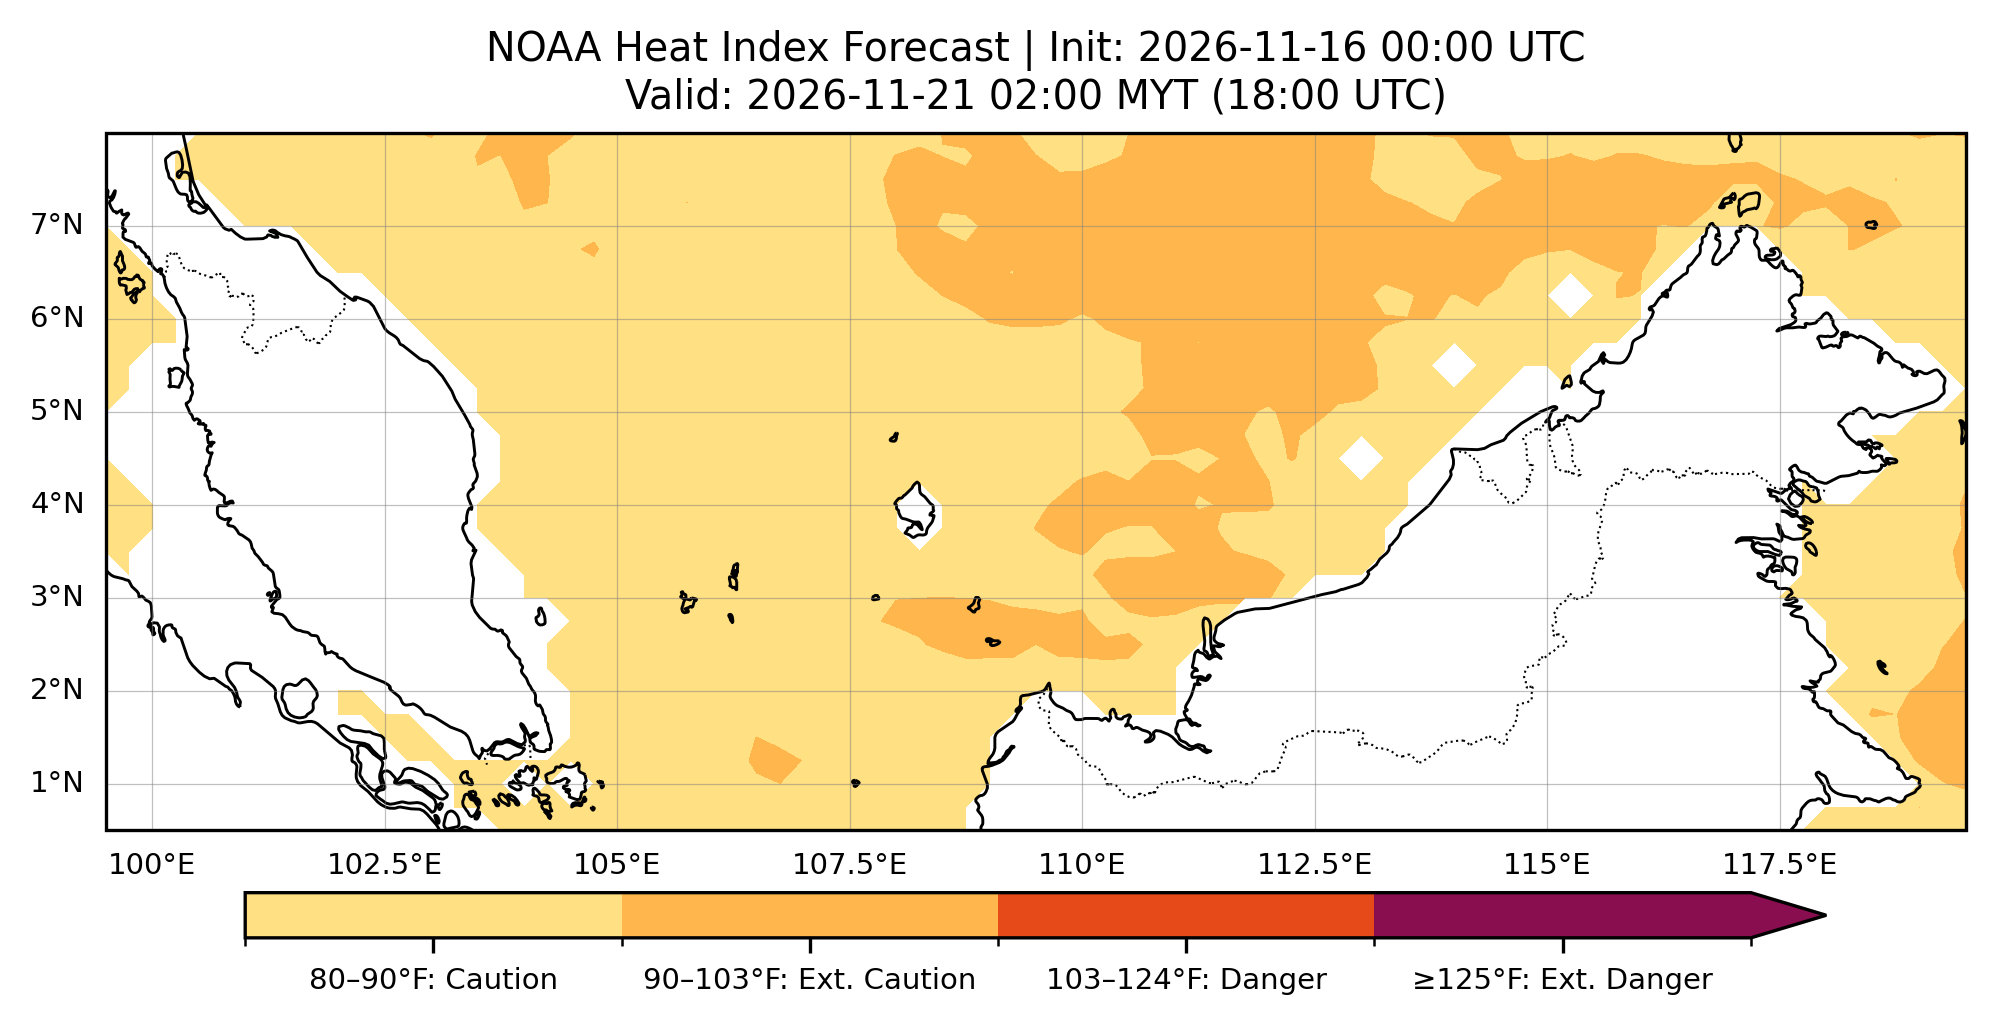 NOAA Heat Index Forecast | Init: 2026-11-16 00:00 UTC
Valid: 2026-11-21 02:00 MYT (18:00 UTC)
7°N
6°N
5°N
4°N
3°N
2°N
1°N
100°E 102.5°E 105°E 107.5°E 110°E 112.5°E 115°E 117.5°E
80–90°F: Caution 90–103°F: Ext. Caution 103–124°F: Danger ≥125°F: Ext. Danger